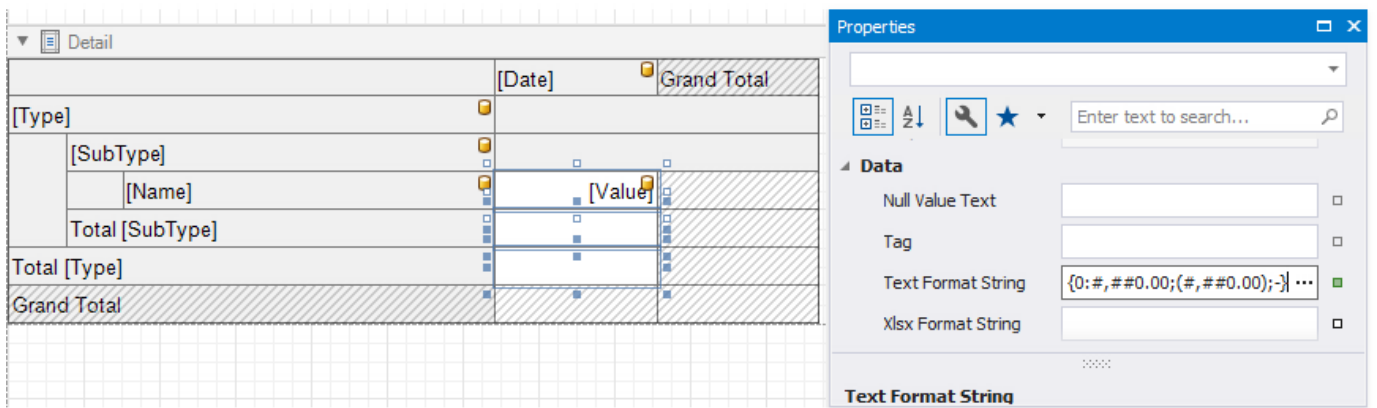 Detail
[Date]
Grand Total
[Type]
[SubType]
[Name]
[Value]
Total [SubType]
Total [Type]
Grand Total
Properties
A
Z
Enter text to search...
Data
Null Value Text
Tag
Text Format String
{0:#,##0.00;(#,##0.00);-}
Xlsx Format String
Text Format String